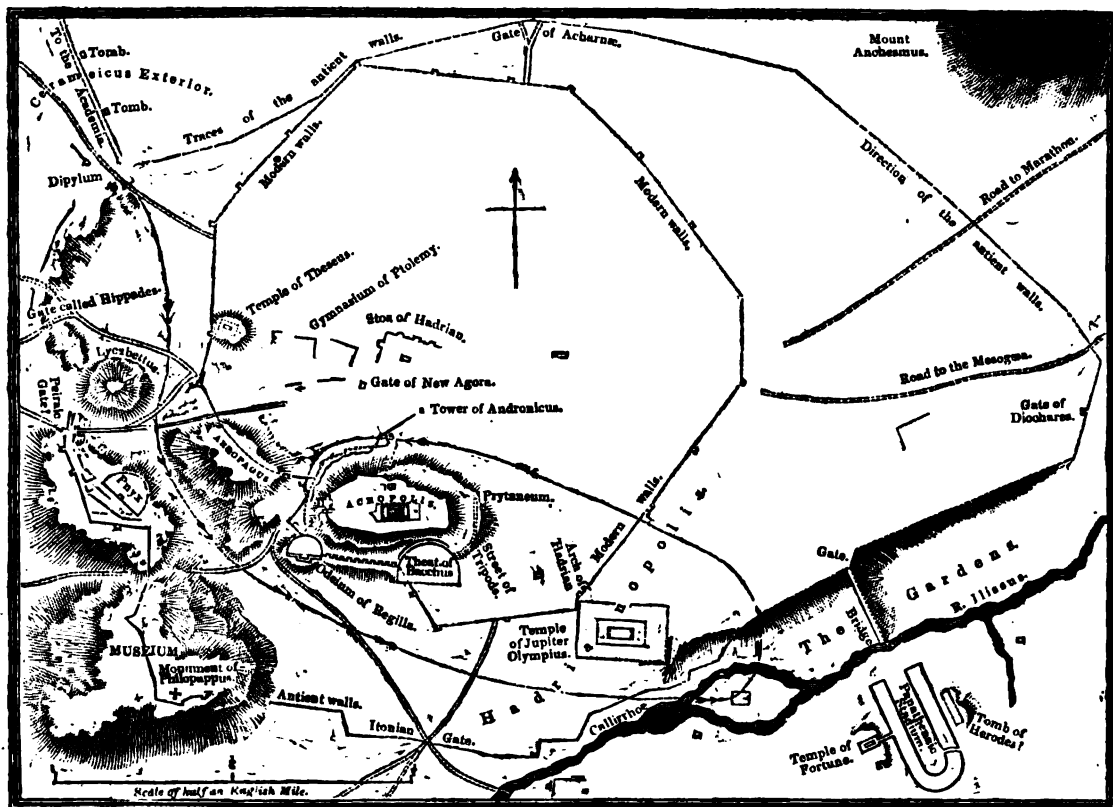 To the Academia.
Tomb.
Ceramaicus Exterior.
Tomb.
Traces of the antient walls.
Gate of Acharnæ.
Mount
Anchesmus.
Modern walls.
Dipylum
Modern walls.
Direction of the antient walls.
Road to Marathon.
Gate called Hippades.
Temple of Theseus.
Gymnasium of Ptolemy.
Stoa of Hadrian.
Lycabettus.
Gate of New Agora.
Road to the Mesogæa.
Gate of
Diochares.
a Tower of Andronicus.
AREOPAGUS
Pnyx
ACROPOLIS.
Prytaneum.
Modern walls.
Theat. of
Bacchus
Street of
Tripods.
Arch of
Hadrian
Odeium of Regilla.
Gate.
Bridge
The Gardens.
R. Ilissus.
Temple
of Jupiter
Olympius.
Hadrianopolis.
MUSEIUM
Monument of
Philopappus.
Antient walls.
Itonian Gate.
Callirrhoe
Panathenaic
Stadium.
Tomb of
Herodes?
Temple of
Fortune.
Scale of half an English Mile.